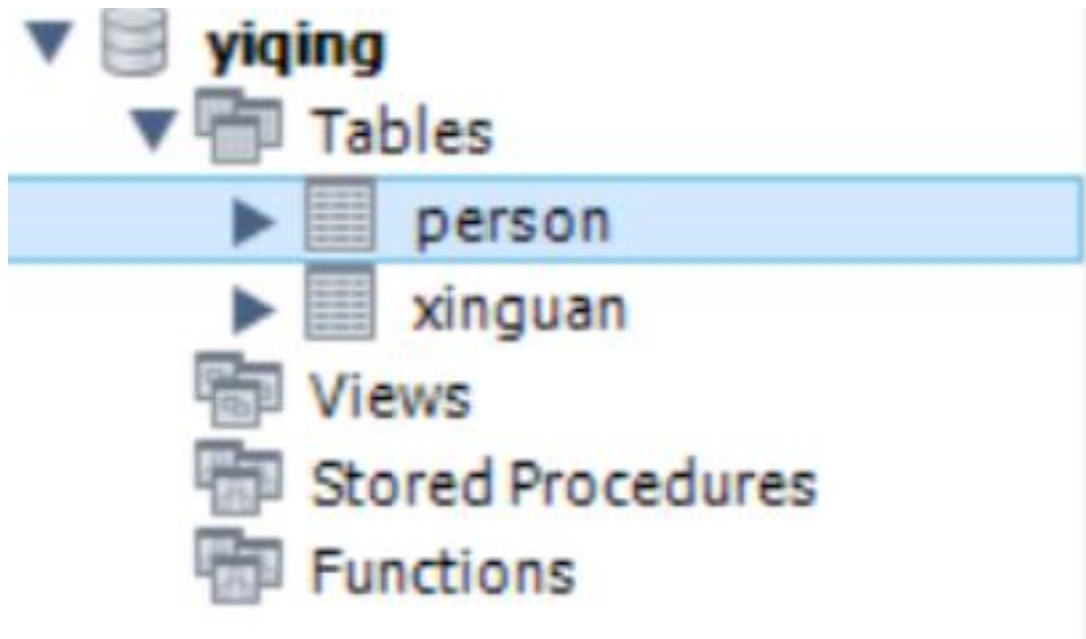 yiqing
Tables
person
xinguan
Views
Stored Procedures
Functions